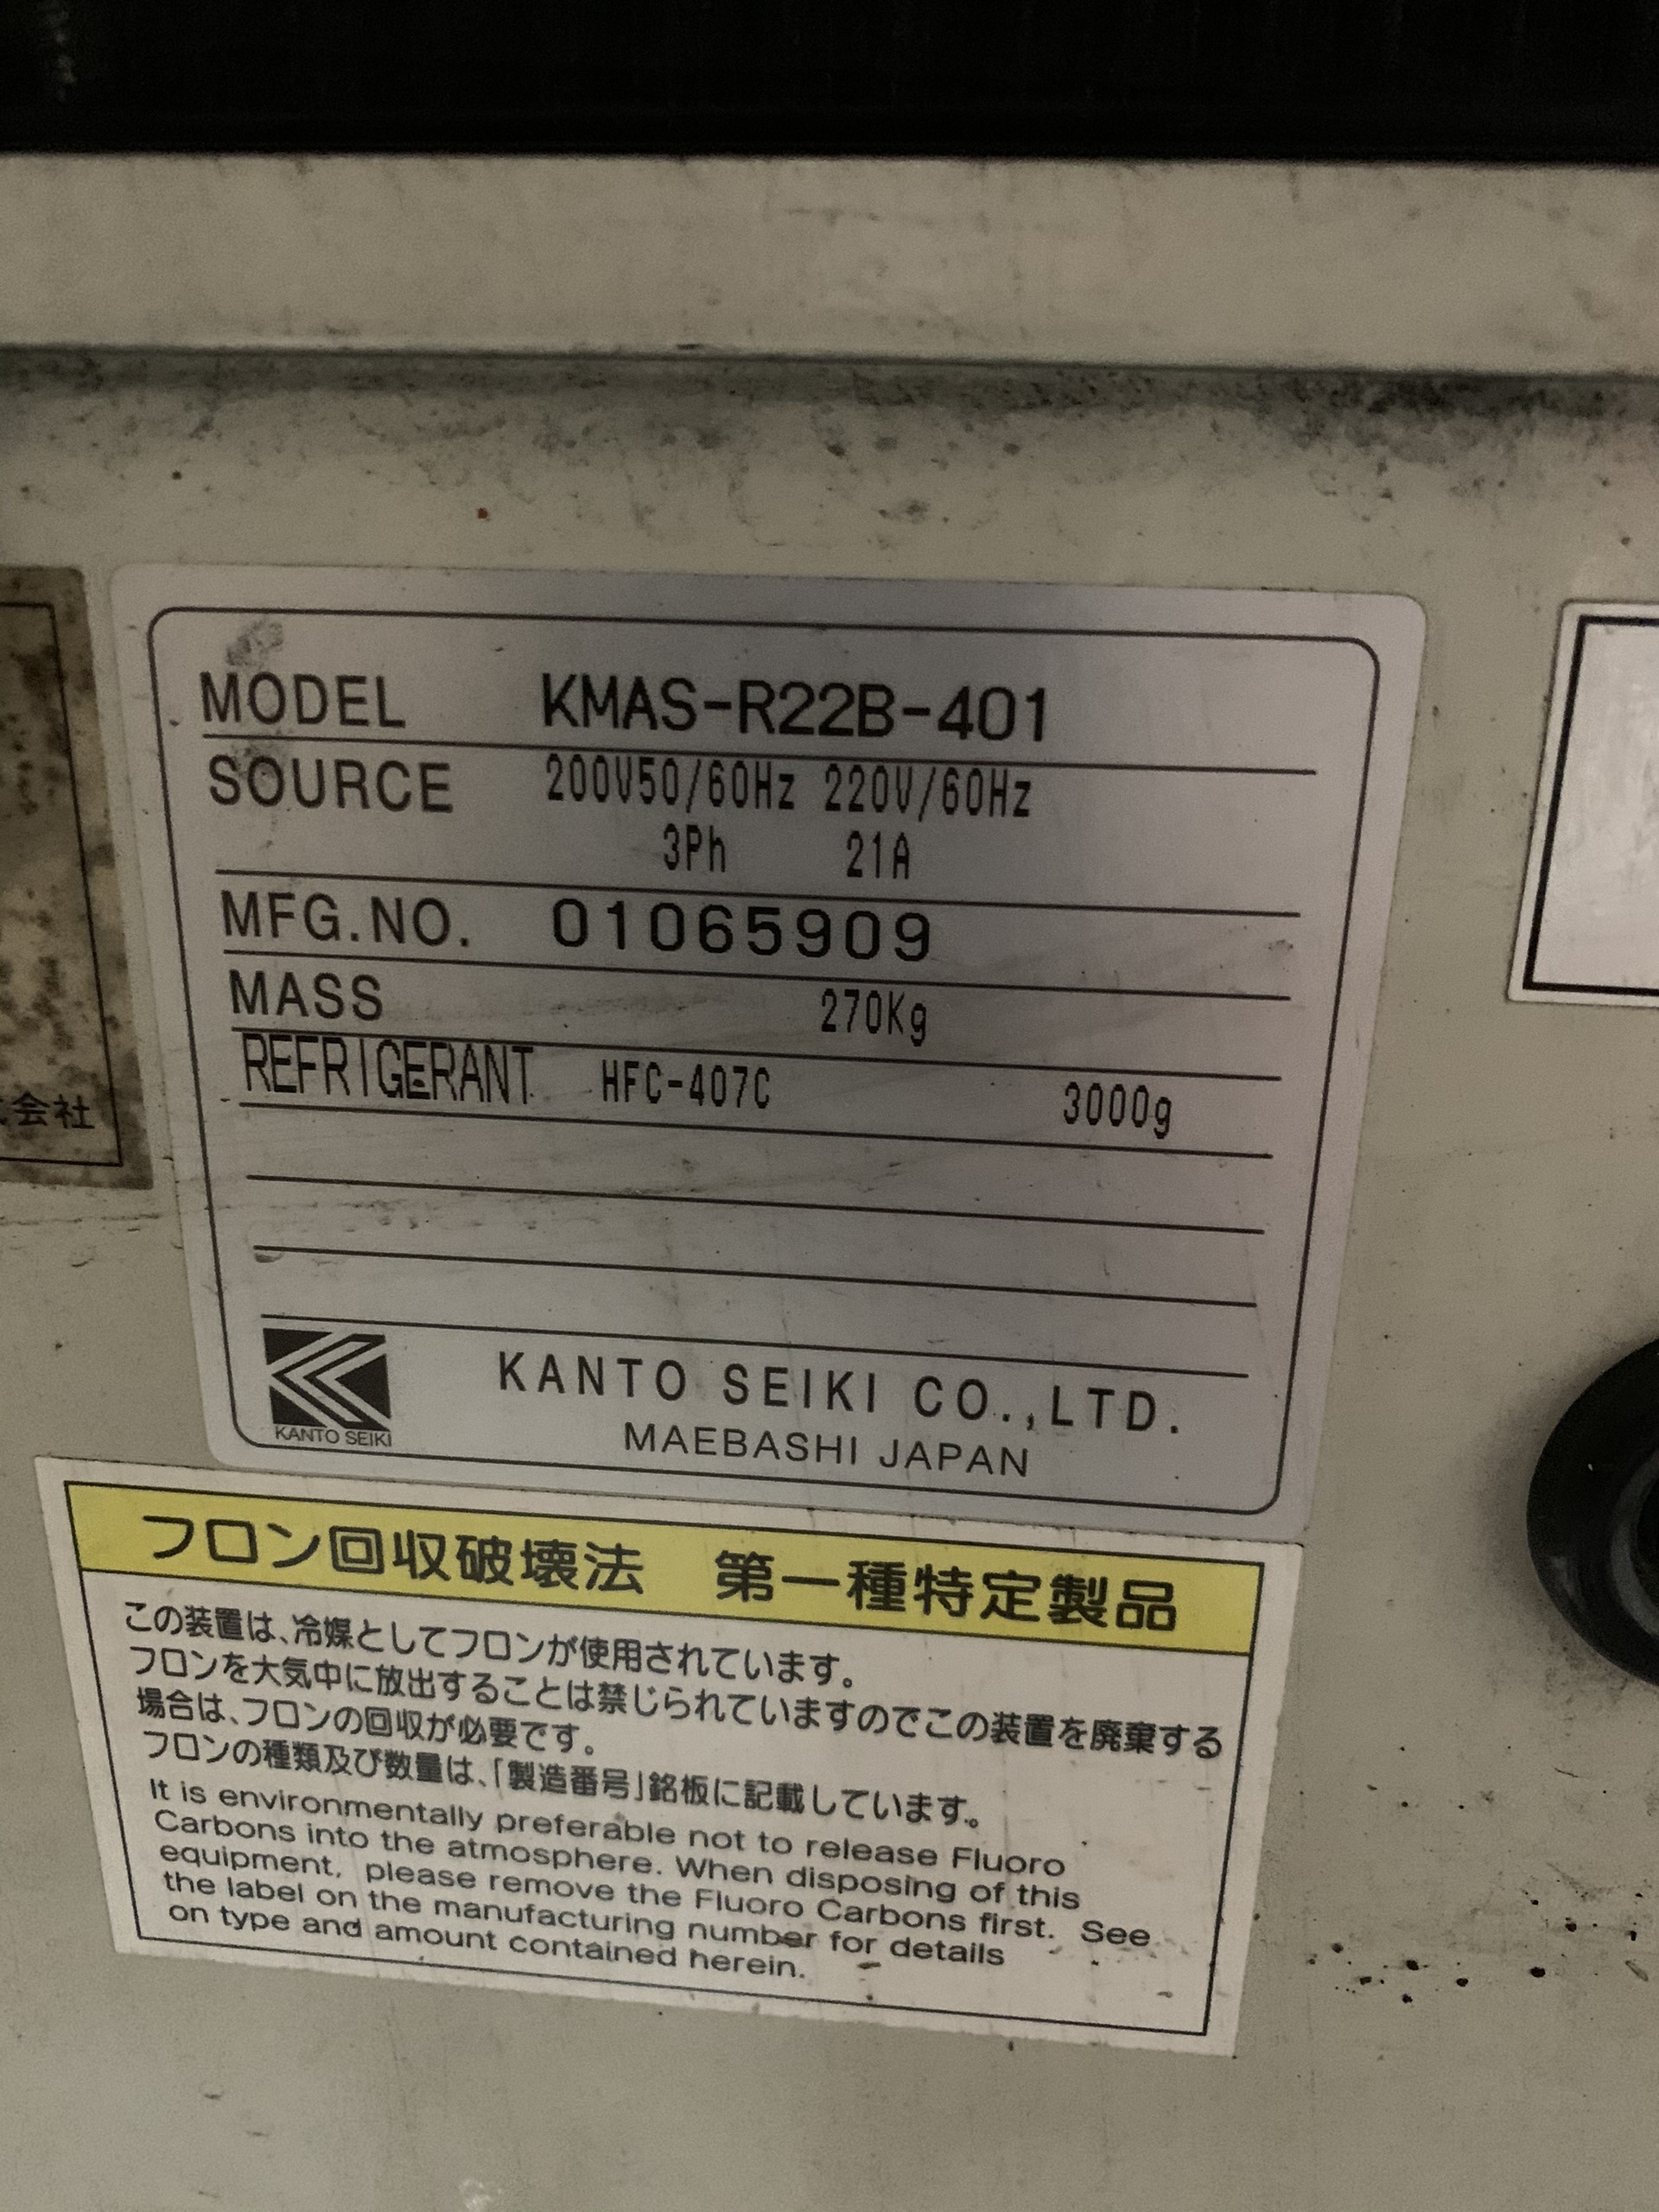 MODEL KMAS-R22B-401
SOURCE 200V50/60Hz 220V/60Hz
3Ph 21A
MFG.NO. 01065909
MASS 270Kg
REFRIGERANT HFC-407C 3000g
会社
KANTO SEIKI CO.,LTD.
KANTO SEIKI
MAEBASHI JAPAN
フロン回収破壊法 第一種特定製品
この装置は、冷媒としてフロンが使用されています。
フロンを大気中に放出することは禁じられていますのでこの装置を廃棄する
場合は、フロンの回収が必要です。
フロンの種類及び数量は、「製造番号」銘板に記載しています。
It is environmentally preferable not to release Fluoro
Carbons into the atmosphere. When disposing of this
equipment, please remove the Fluoro Carbons first. See
the label on the manufacturing number for details
on type and amount contained herein.